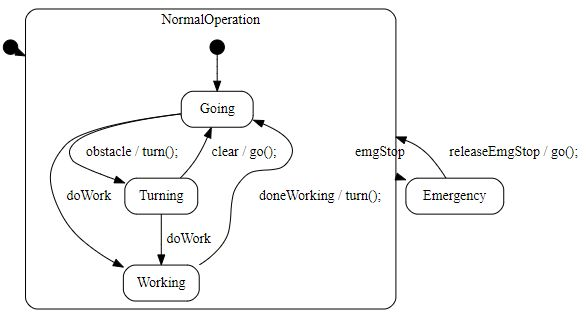 NormalOperation
Going
obstacle / turn();
clear / go();
emgStop
releaseEmgStop / go();
doWork
Turning
doneWorking / turn();
Emergency
doWork
Working